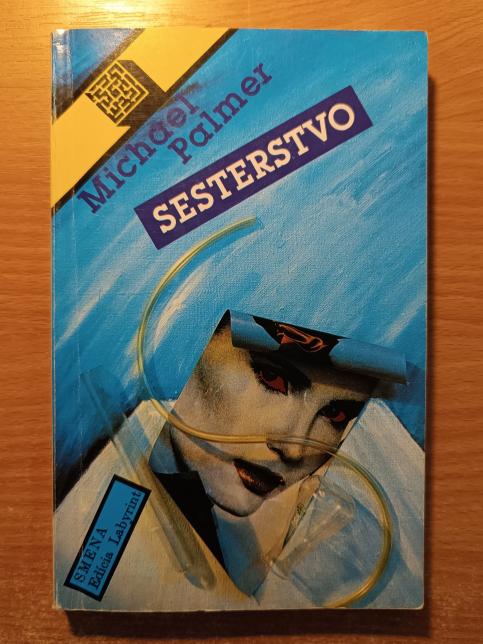 Michael
Palmer
SESTERSTVO
SMENA
Edícia Labyrint